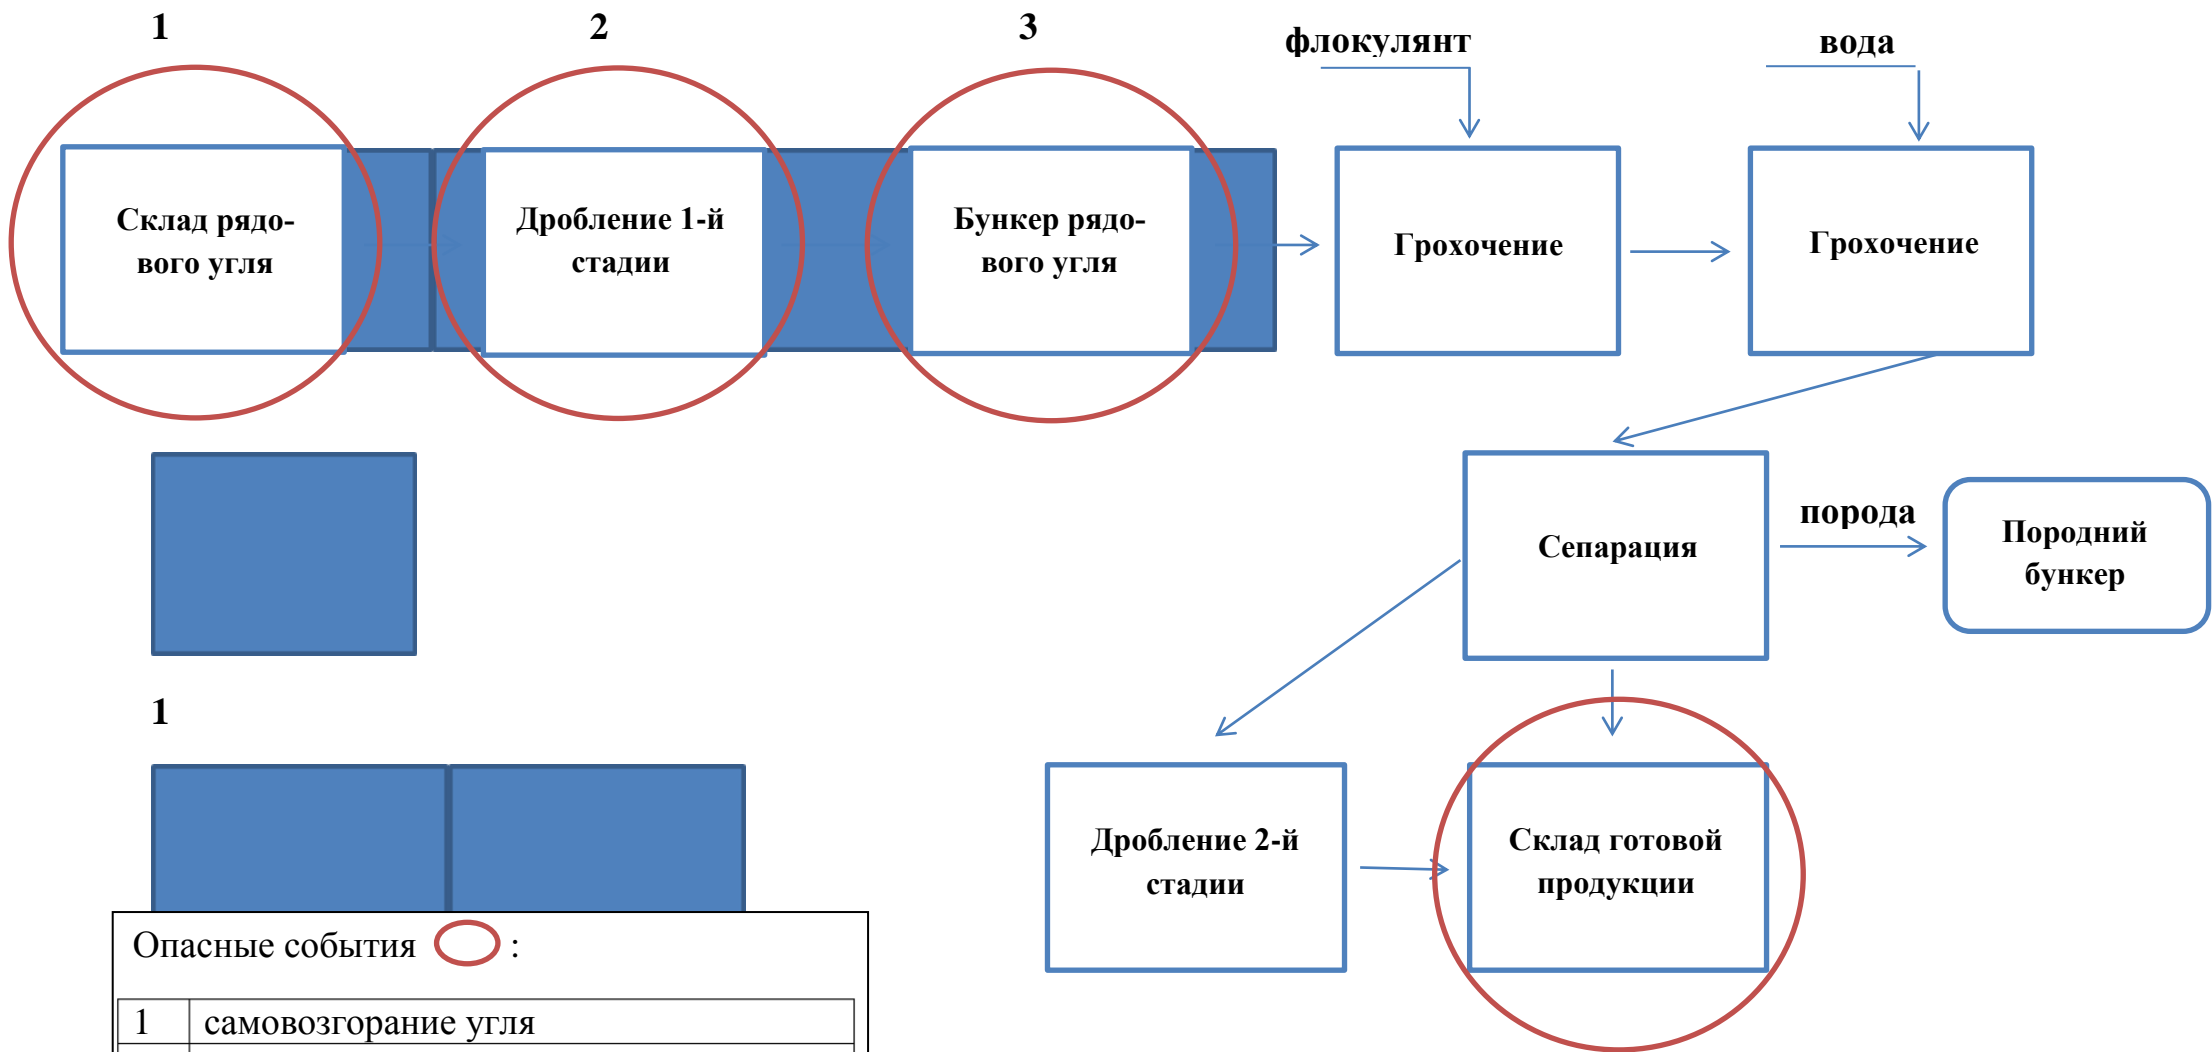 1
2
3
флокулянт
вода
Склад рядо-
вого угля
Дробление 1-й
стадии
Бункер рядо-
вого угля
Грохочение
Грохочение
Сепарация
порода
Породний
бункер
1
Дробление 2-й
стадии
Склад готовой
продукции
Опасные события :
1 самовозгорание угля